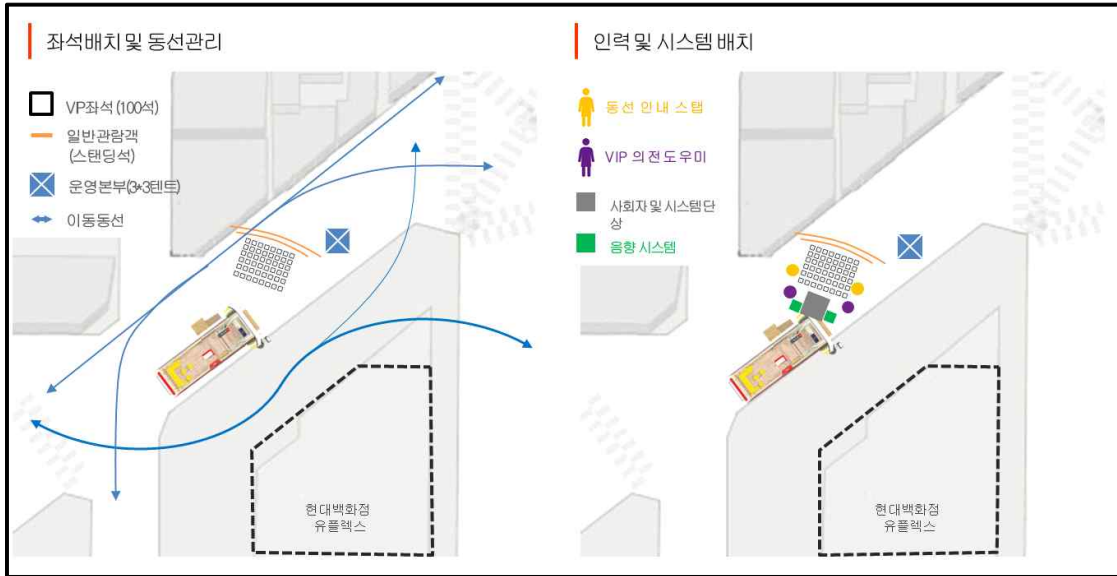 좌석배치 및 동선관리
VP좌석 (100석)
일반관람객
(스탠딩석)
운영본부(3*3텐트)
이동동선
현대백화점
유플렉스
인력 및 시스템 배치
동선 안내 스탭
VIP 의전도우미
사회자 및 시스템단
상
음향 시스템
현대백화점
유플렉스